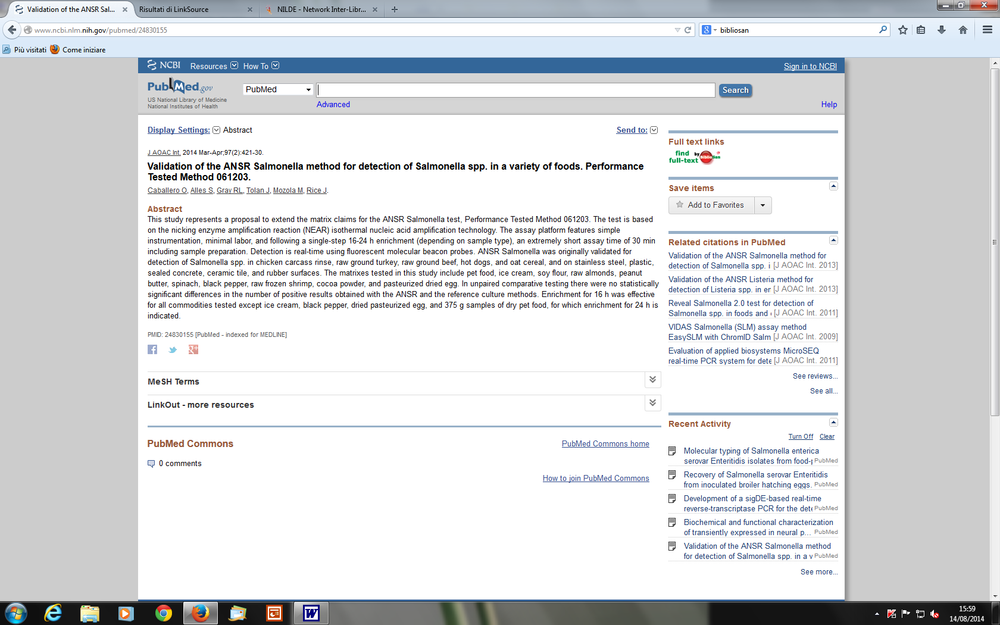 Validation of the ANSR Sal...
Risultati di LinkSource
NILDE - Network Inter-Libr...
www.ncbi.nlm.nih.gov/pubmed/24830155
bibliosan
Più visitati
Come iniziare
NCBI Resources How To
Sign in to NCBI
PubMed.gov
US National Library of Medicine
National Institutes of Health
PubMed
Search
Advanced
Help
Display Settings: Abstract
Send to:
J AOAC Int. 2014 Mar-Apr;97(2):421-30.
Validation of the ANSR Salmonella method for detection of Salmonella spp. in a variety of foods. Performance
Tested Method 061203.
Caballero O, Alles S, Gray RL, Tolan J, Mozola M, Rice J.
Abstract
This study represents a proposal to extend the matrix claims for the ANSR Salmonella test, Performance Tested Method 061203. The test is based
on the nicking enzyme amplification reaction (NEAR) isothermal nucleic acid amplification technology. The assay platform features simple
instrumentation, minimal labor, and following a single-step 16-24 h enrichment (depending on sample type), an extremely short assay time of 30 min
including sample preparation. Detection is real-time using fluorescent molecular beacon probes. ANSR Salmonella was originally validated for
detection of Salmonella spp. in chicken carcass rinse, raw ground turkey, raw ground beef, hot dogs, and oat cereal, and on stainless steel, plastic,
sealed concrete, ceramic tile, and rubber surfaces. The matrixes tested in this study include pet food, ice cream, soy flour, raw almonds, peanut
butter, spinach, black pepper, raw frozen shrimp, cocoa powder, and pasteurized dried egg. In unpaired comparative testing there were no statistically
significant differences in the number of positive results obtained with the ANSR and the reference culture methods. Enrichment for 16 h was effective
for all commodities tested except ice cream, black pepper, dried pasteurized egg, and 375 g samples of dry pet food, for which enrichment for 24 h is
indicated.
PMID: 24830155 [PubMed - indexed for MEDLINE]
MeSH Terms
LinkOut - more resources
PubMed Commons
PubMed Commons home
0 comments
How to join PubMed Commons
Full text links
find by BiblioSan
full-text
Save items
Add to Favorites
Related citations in PubMed
Validation of the ANSR Salmonella method for
detection of Salmonella spp. i [J AOAC Int. 2013]
Validation of the ANSR Listeria method for
detection of Listeria spp. in er [J AOAC Int. 2013]
Reveal Salmonella 2.0 test for detection of
Salmonella spp. in foods and [J AOAC Int. 2011]
VIDAS Salmonella (SLM) assay method
EasySLM with ChromID Salm [J AOAC Int. 2009]
Evaluation of applied biosystems MicroSEQ
real-time PCR system for dete [J AOAC Int. 2011]
See reviews...
See all...
Recent Activity
Turn Off Clear
Molecular typing of Salmonella enterica
serovar Enteritidis isolates from food-p PubMed
Recovery of Salmonella serovar Enteritidis
from inoculated broiler hatching eggs. PubMed
Development of a sigDE-based real-time
reverse-transcriptase PCR for the dete PubMed
Biochemical and functional characterization
of transiently expressed in neural p... PubMed
Validation of the ANSR Salmonella method
for detection of Salmonella spp. in a v PubMed
See more...
15:59
14/08/2014